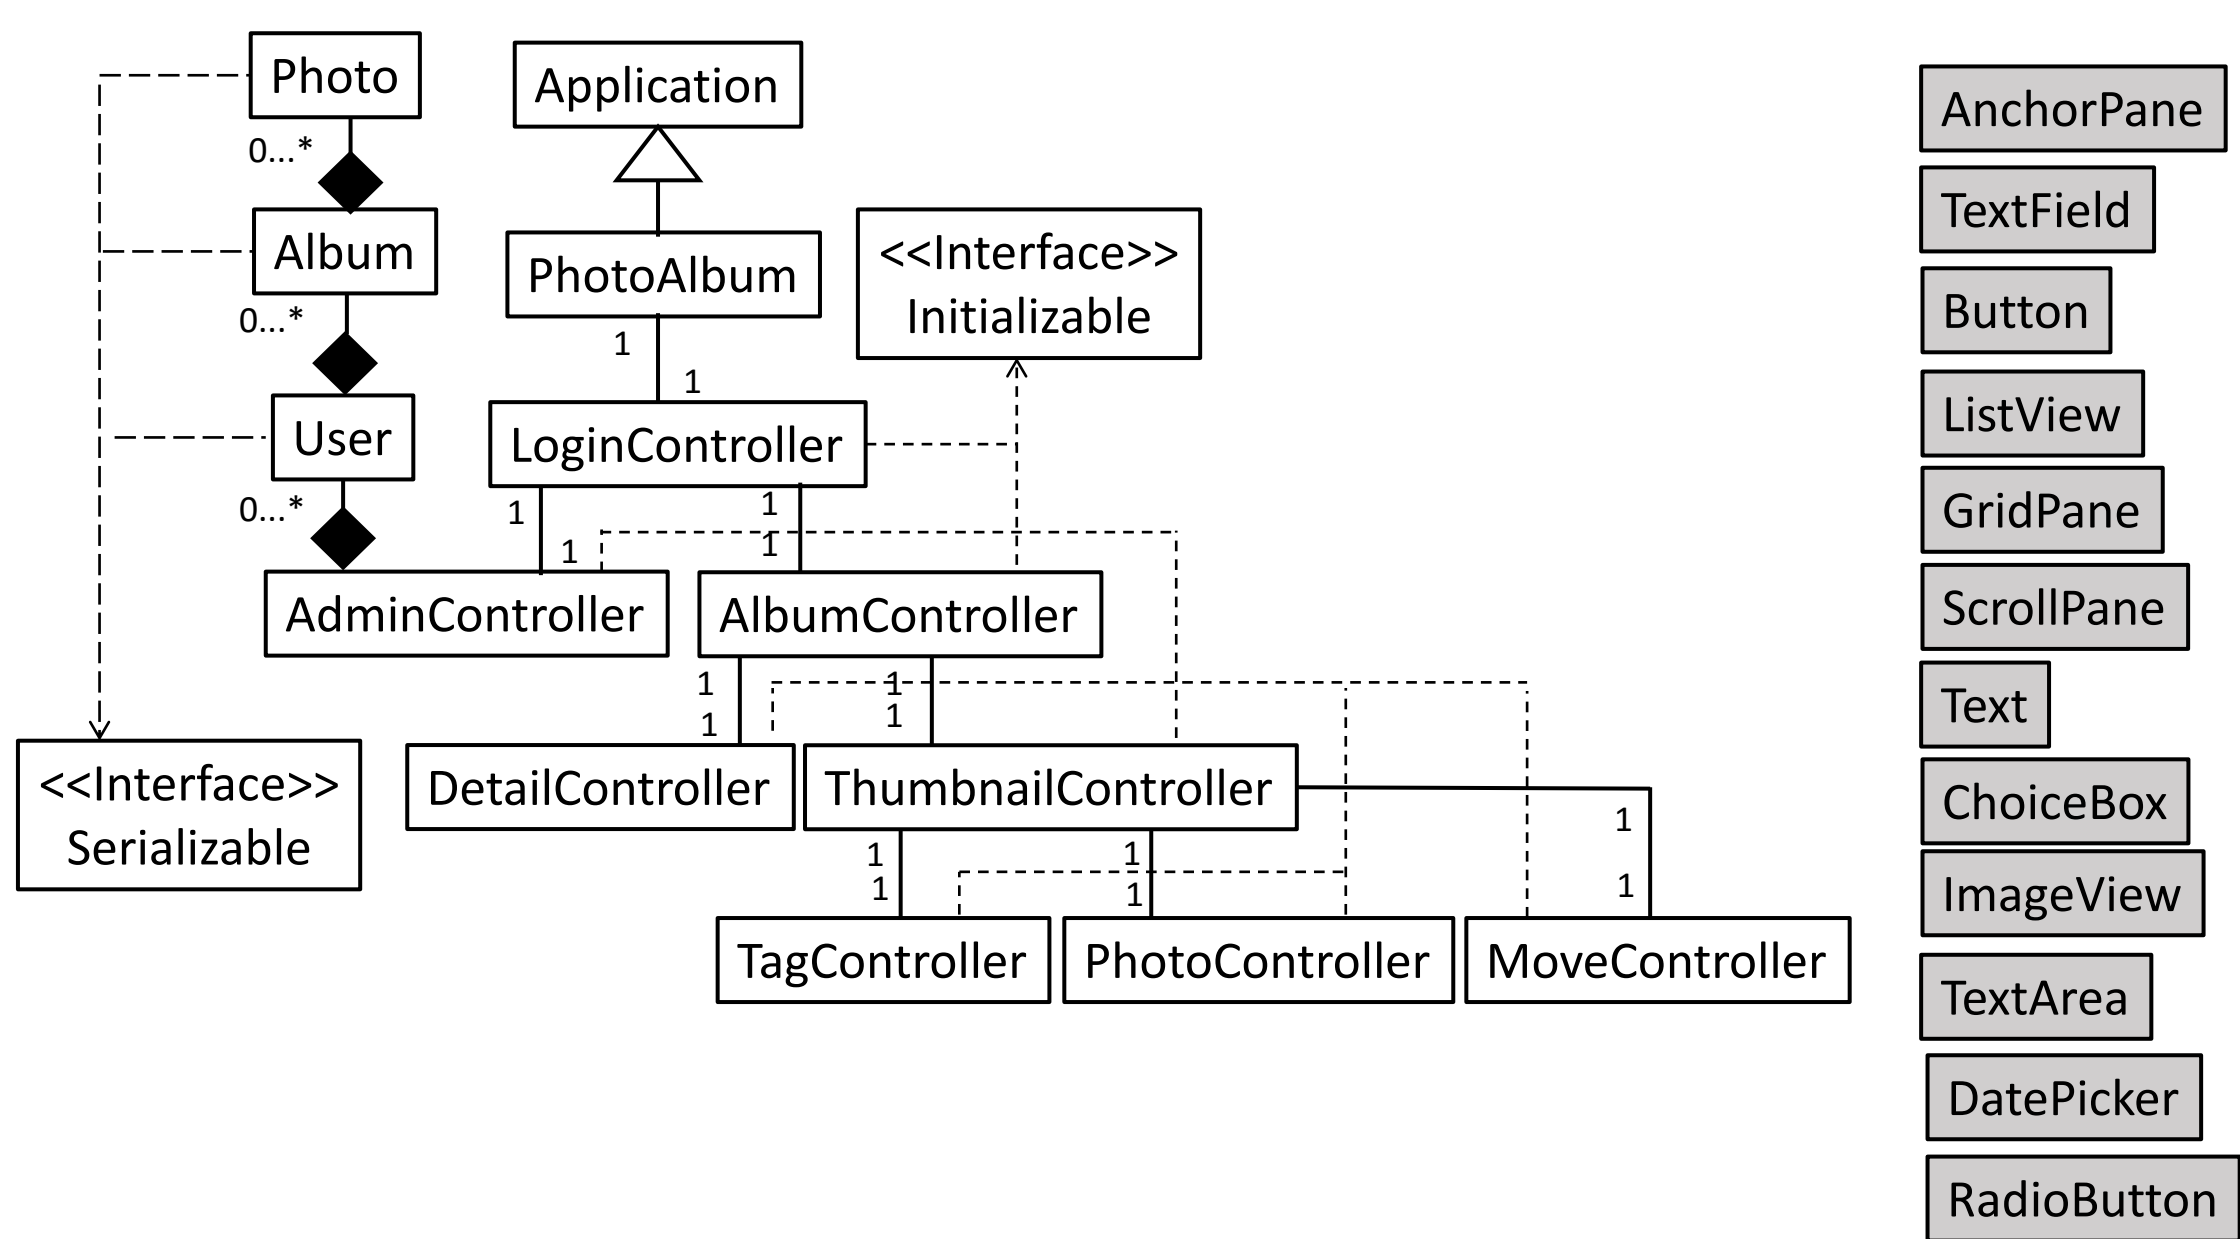 Photo
Application
AnchorPane
0...*
TextField
Album
PhotoAlbum
<<Interface>>
Initializable
Button
0...*
1
1
ListView
User
LoginController
0...*
1
1
1
1
GridPane
AdminController
AlbumController
ScrollPane
1
1
1
1
Text
<<Interface>>
Serializable
DetailController
ThumbnailController
1
1
ChoiceBox
1
1
1
1
ImageView
TagController
PhotoController
MoveController
TextArea
DatePicker
RadioButton